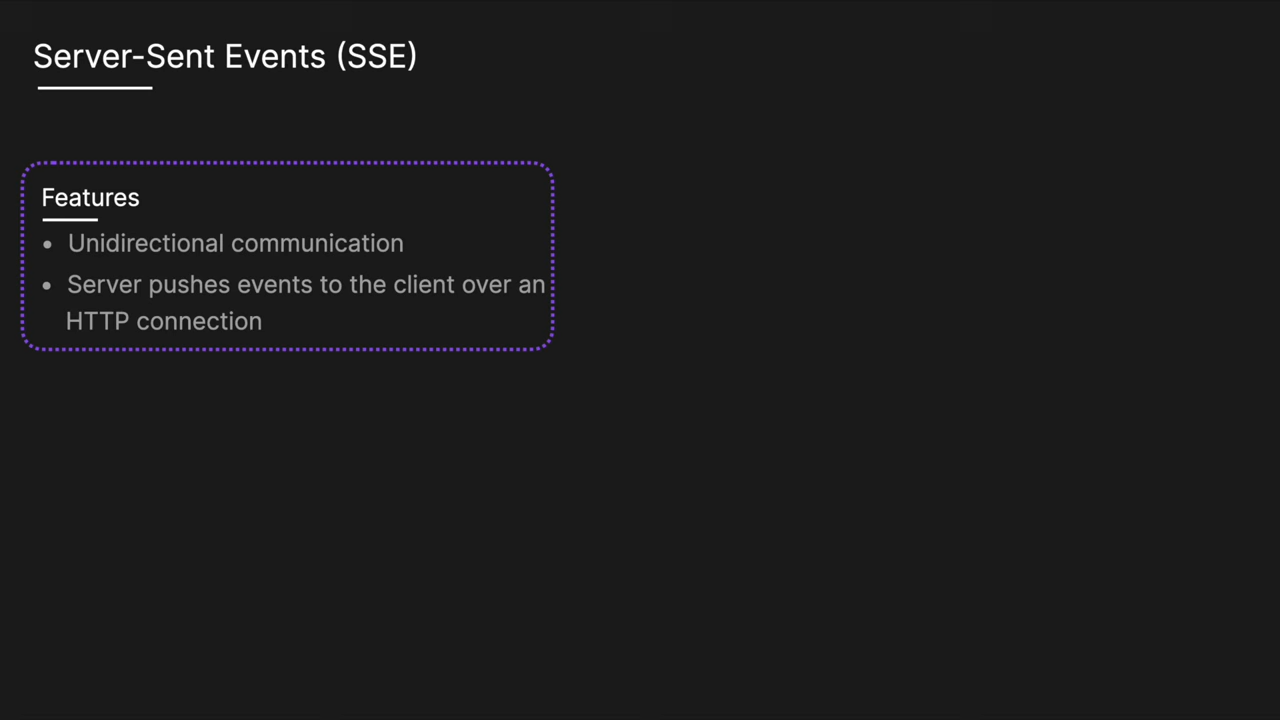 Server-Sent Events (SSE)
Features
• Unidirectional communication
• Server pushes events to the client over an
HTTP connection